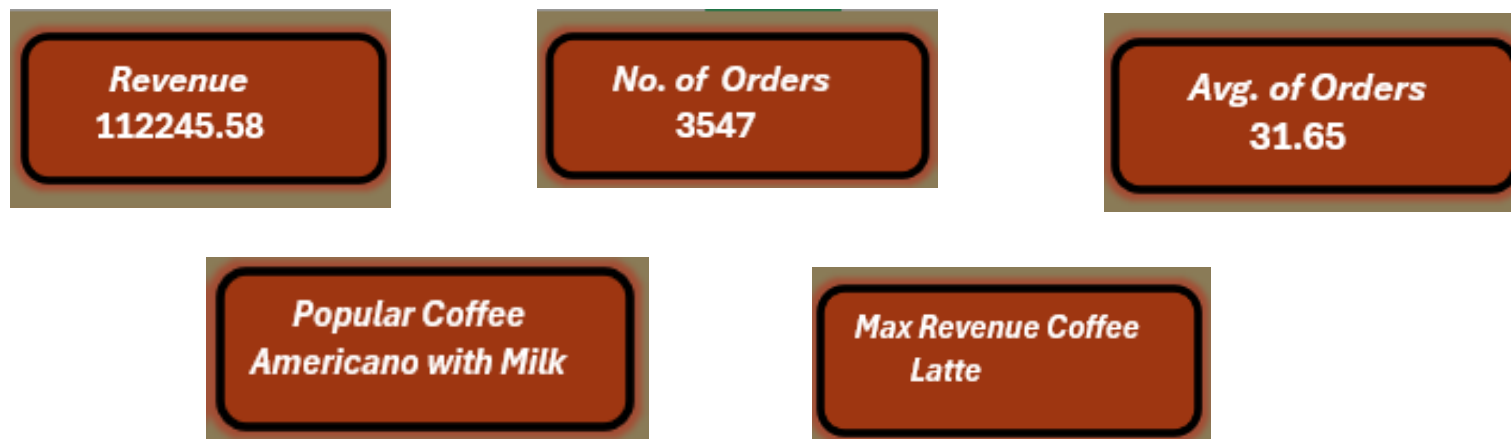 Revenue
112245.58
No. of Orders
3547
Avg. of Orders
31.65
Popular Coffee
Americano with Milk
Max Revenue Coffee
Latte